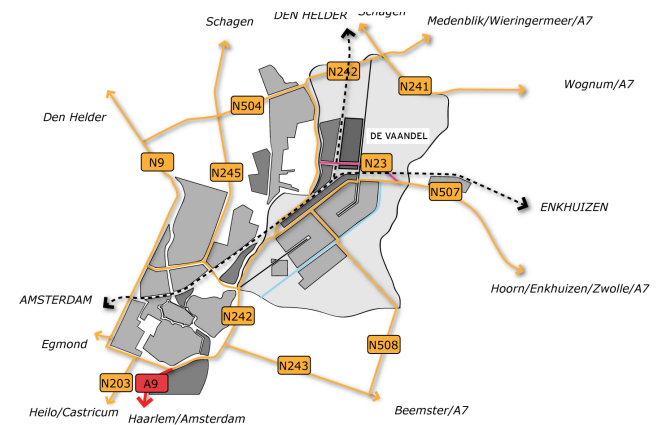 DEN HELDER
Schagen
Schagen
Medenblik/Wieringermeer/A7
N242
N241
Wognum/A7
N504
Den Helder
DE VAANDEL
N9
N245
N23
N507
ENKHUIZEN
Hoorn/Enkhuizen/Zwolle/A7
AMSTERDAM
N242
Egmond
N508
N243
N203
A9
Heilo/Castricum
Haarlem/Amsterdam
Beemster/A7